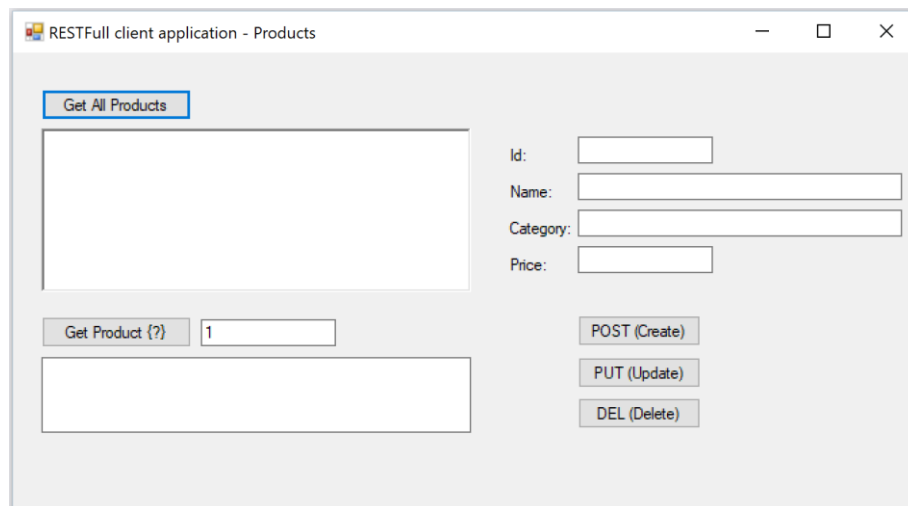 RESTFull client application - Products
Get All Products
Id:
Name:
Category:
Price:
Get Product {?}
1
POST (Create)
PUT (Update)
DEL (Delete)